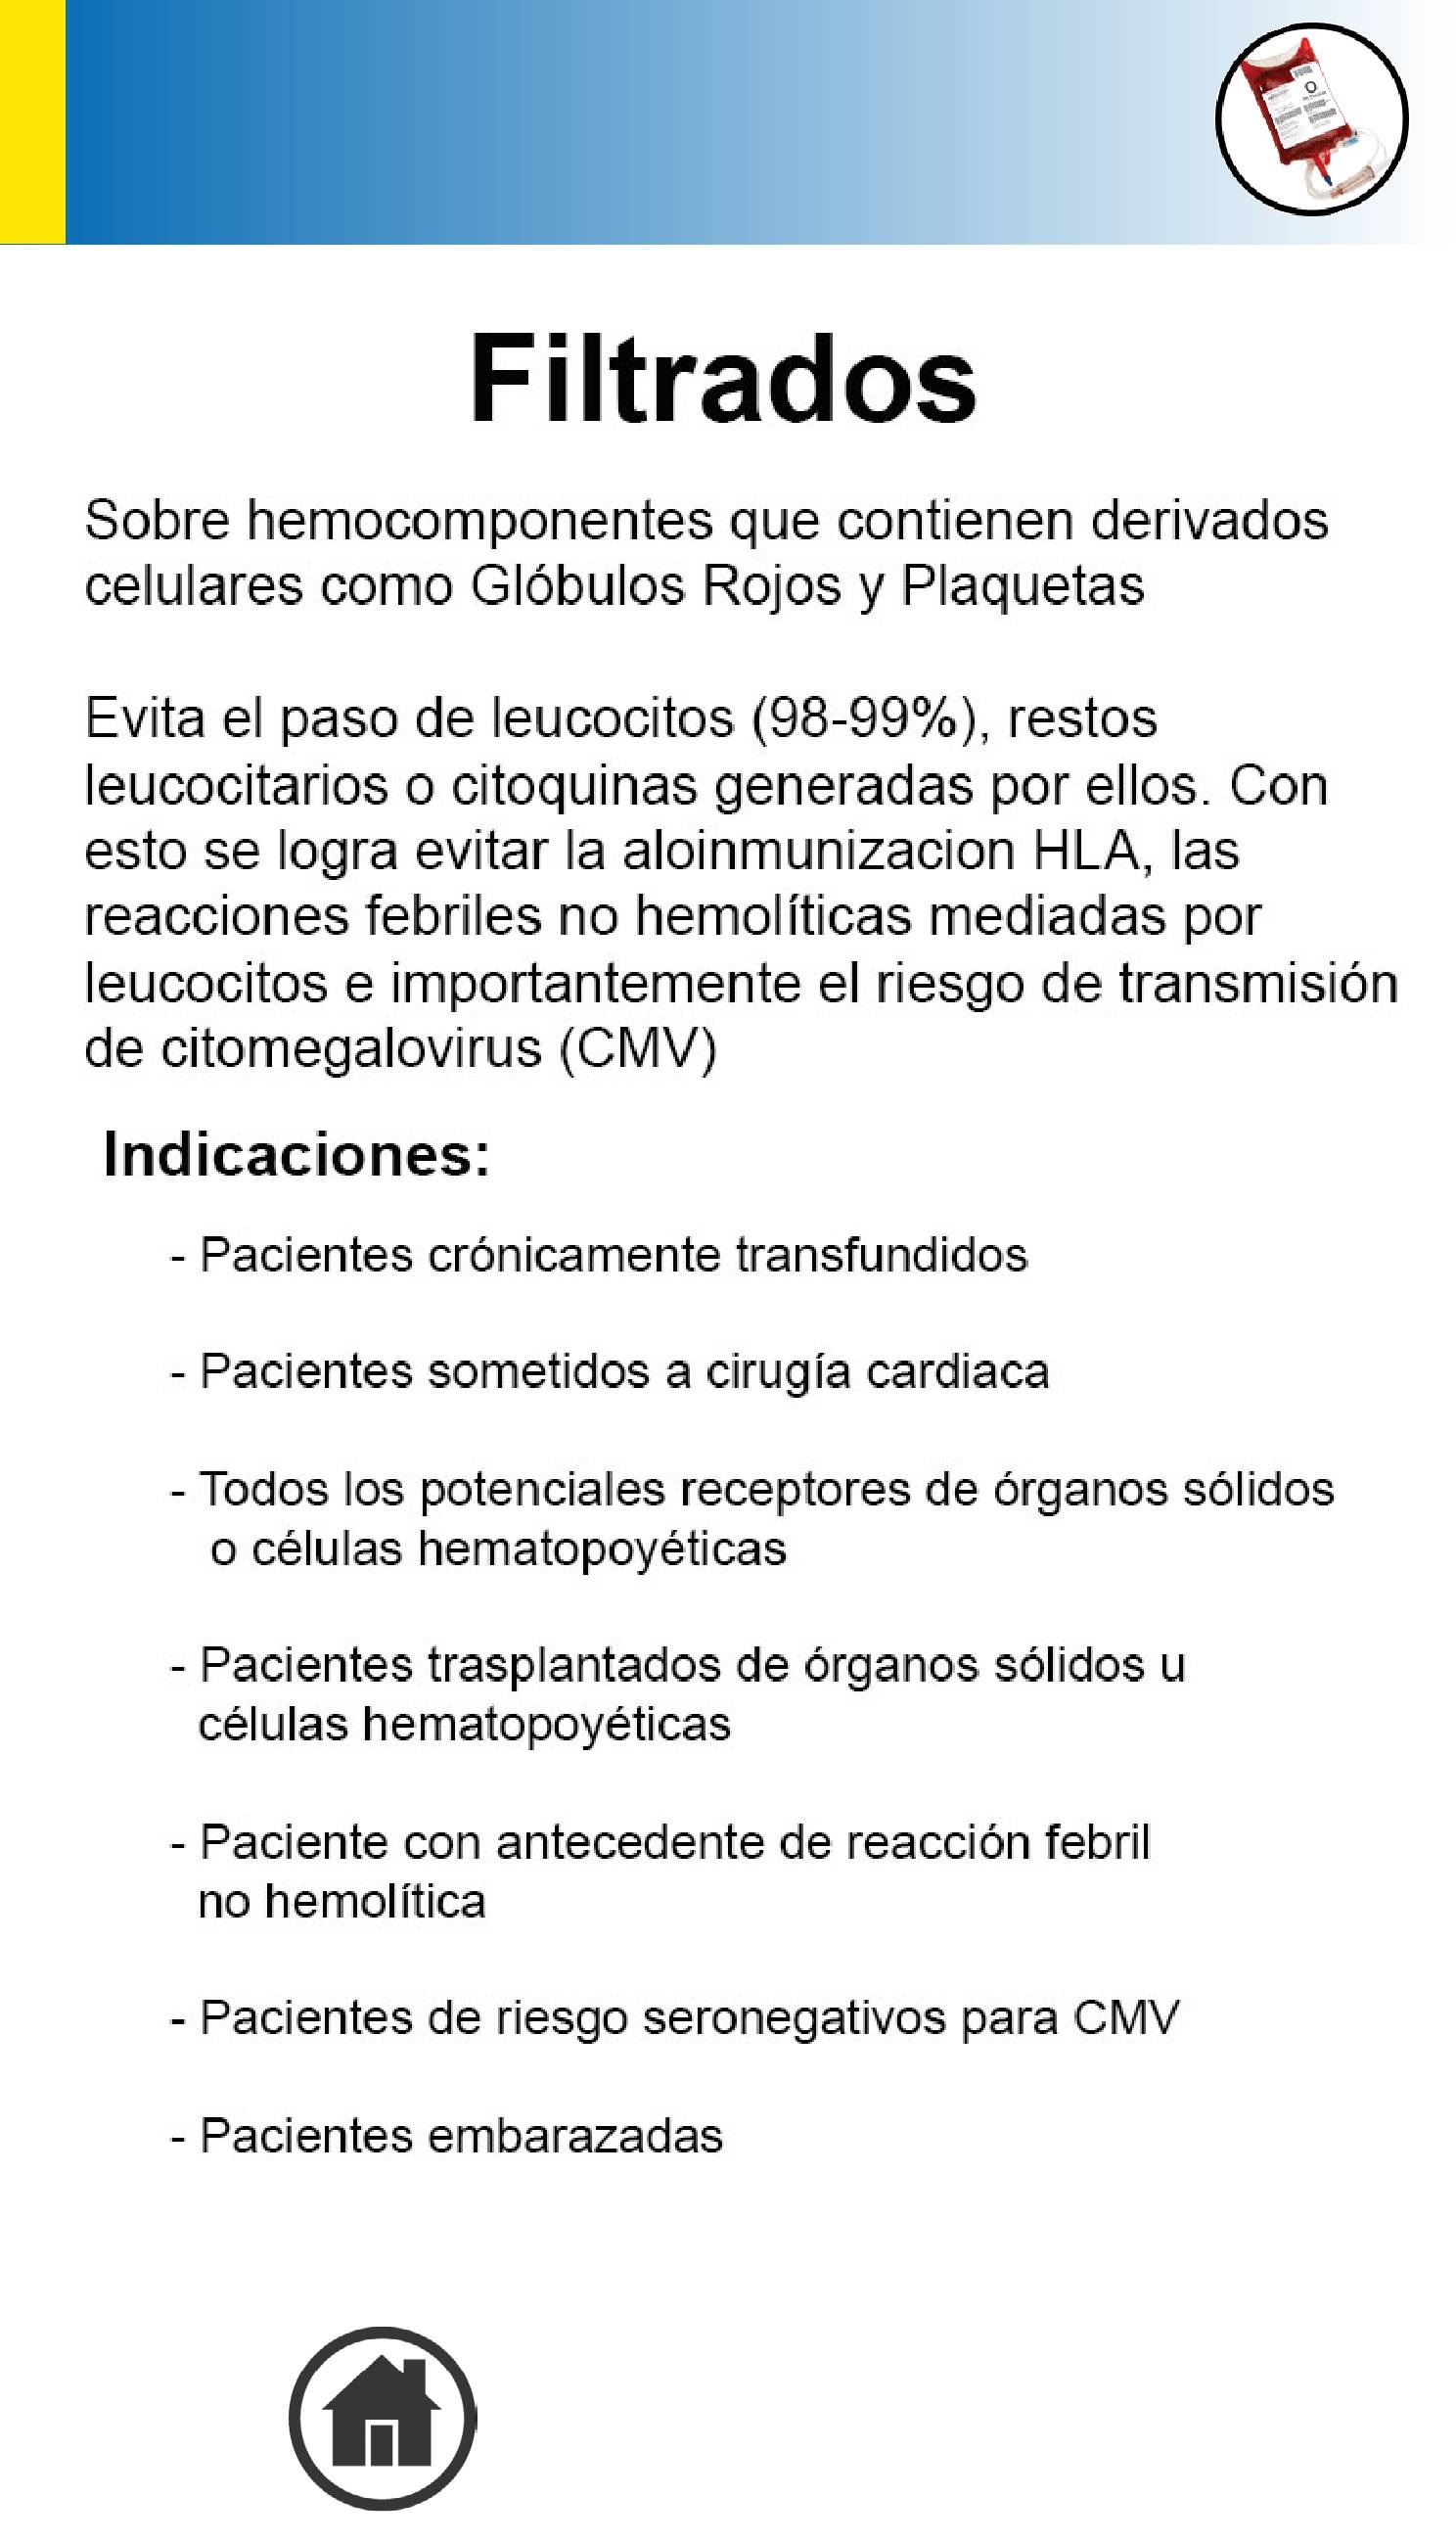 Filtrados
Sobre hemocomponentes que contienen derivados
celulares como Glóbulos Rojos y Plaquetas
Evita el paso de leucocitos (98-99%), restos
leucocitarios o citoquinas generadas por ellos. Con
esto se logra evitar la aloinmunizacion HLA, las
reacciones febriles no hemolíticas mediadas por
leucocitos e importantemente el riesgo de transmisión
de citomegalovirus (CMV)
Indicaciones:
- Pacientes crónicamente transfundidos
- Pacientes sometidos a cirugía cardiaca
- Todos los potenciales receptores de órganos sólidos
o células hematopoyéticas
- Pacientes trasplantados de órganos sólidos u
células hematopoyéticas
- Paciente con antecedente de reacción febril
no hemolítica
- Pacientes de riesgo seronegativos para CMV
- Pacientes embarazadas